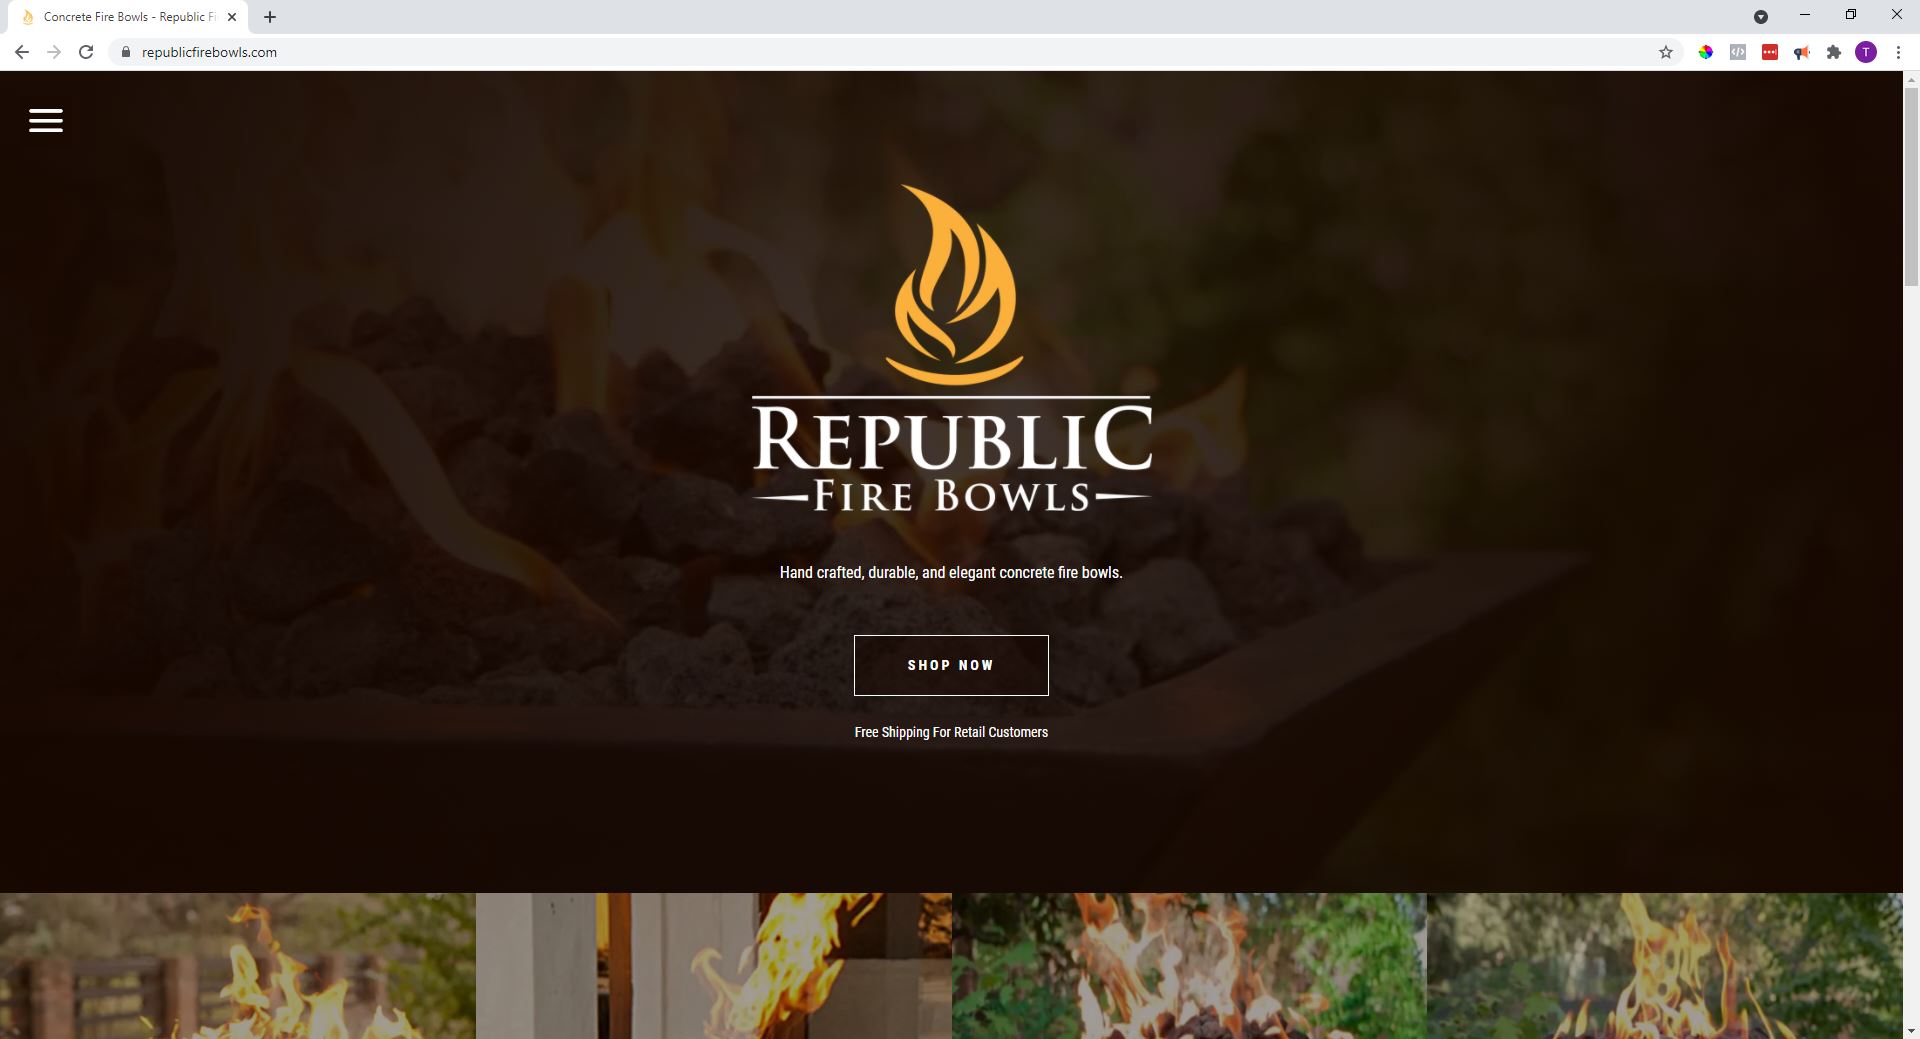 Concrete Fire Bowls - Republic Fi
republicfirebowls.com
T
REPUBLIC
FIRE BOWLS
Hand crafted, durable, and elegant concrete fire bowls.
SHOP NOW
Free Shipping For Retail Customers